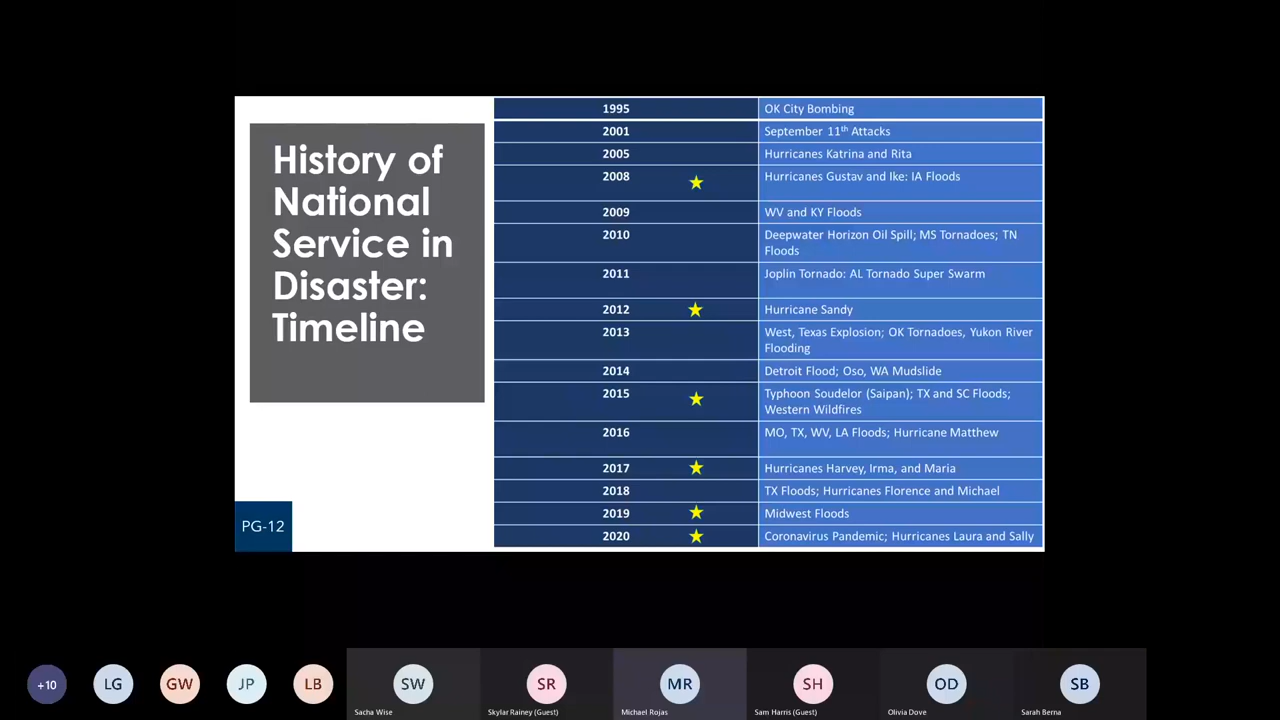 History of
National
Service in
Disaster:
Timeline
PG-12
1995 OK City Bombing
2001 September 11th Attacks
2005 Hurricanes Katrina and Rita
2008 Hurricanes Gustav and Ike: IA Floods
2009 WV and KY Floods
2010 Deepwater Horizon Oil Spill; MS Tornadoes; TN
Floods
2011 Joplin Tornado: AL Tornado Super Swarm
2012 Hurricane Sandy
2013 West, Texas Explosion; OK Tornadoes, Yukon River
Flooding
2014 Detroit Flood; Oso, WA Mudslide
2015 Typhoon Soudelor (Saipan); TX and SC Floods;
Western Wildfires
2016 MO, TX, WV, LA Floods; Hurricane Matthew
2017 Hurricanes Harvey, Irma, and Maria
2018 TX Floods; Hurricanes Florence and Michael
2019 Midwest Floods
2020 Coronavirus Pandemic; Hurricanes Laura and Sally
+10 LG GW JP LB SW SR MR SH OD SB
Sacha Wise Skylar Rainey (Guest) Michael Rojas Sam Harris (Guest) Olivia Dove Sarah Berna